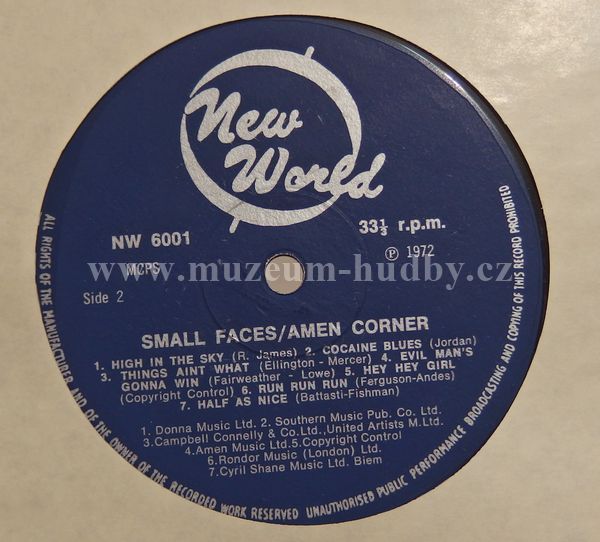 New
World
NW 6001
33⅓ r.p.m.
MCPS
Ⓟ 1972
www.muzeum-hudby.cz
Side 2
SMALL FACES/AMEN CORNER
1. HIGH IN THE SKY (R. James) 2. COCAINE BLUES (Jordan)
3. THINGS AINT WHAT (Ellington - Mercer) 4. EVIL MAN'S
GONNA WIN (Fairweather - Lowe) 5. HEY HEY GIRL
(Copyright Control) 6. RUN RUN RUN (Ferguson-Andes)
7. HALF AS NICE (Battasti-Fishman)
1. Donna Music Ltd. 2. Southern Music Pub. Co. Ltd.
3.Campbell Connelly & Co.Ltd.,United Artists M.Ltd.
4.Amen Music Ltd.5.Copyright Control
6.Rondor Music (London) Ltd.
7.Cyril Shane Music Ltd. Biem
ALL RIGHTS OF THE MANUFACTURER AND OF THE OWNER OF THE RECORDED WORK RESERVED UNAUTHORISED PUBLIC PERFORMANCE BROADCASTING AND COPYING OF THIS RECORD PROHIBITED